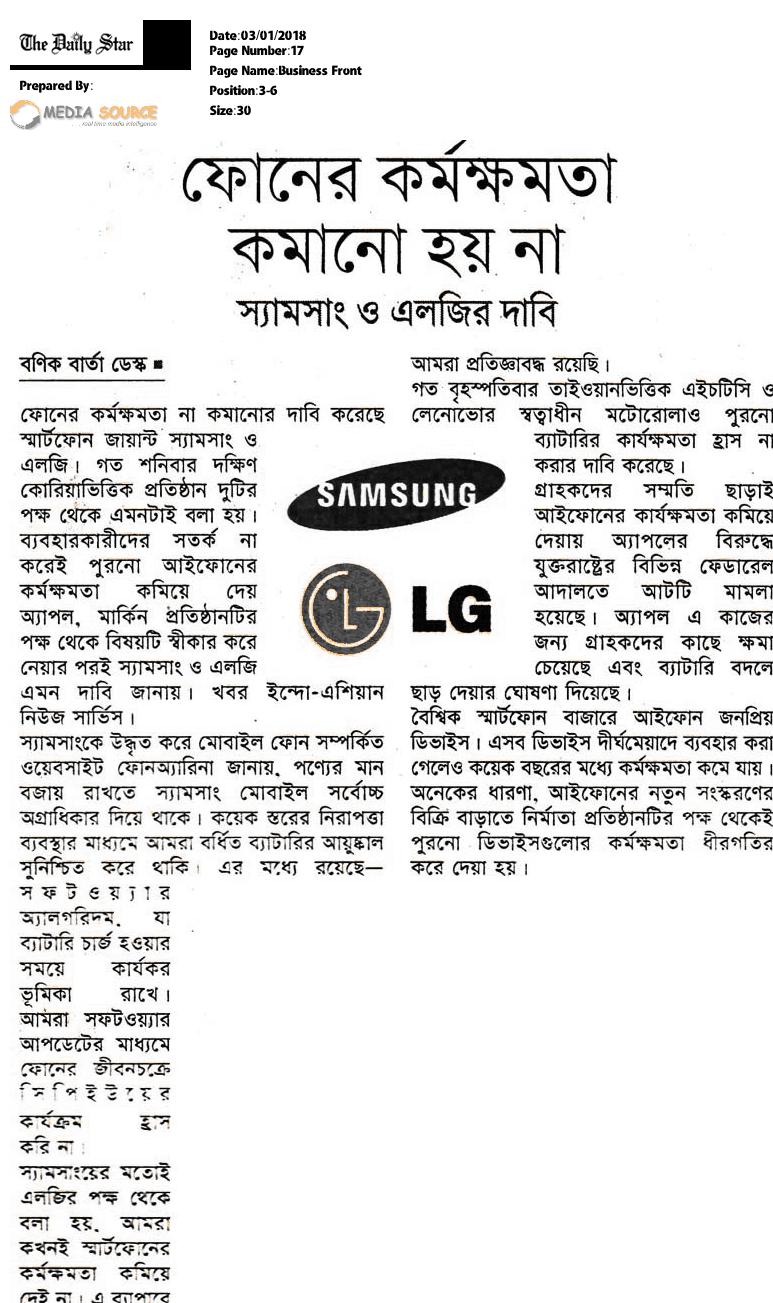 The Daily Star
Date:03/01/2018
Page Number:17
Page Name:Business Front
Position:3-6
Size:30
Prepared By:
MEDIA SOURCE
real time media intelligence
ফোনের কর্মক্ষমতা
কমানো হয় না
স্যামসাং ও এলজির দাবি
বণিক বার্তা ডেস্ক ■
ফোনের কর্মক্ষমতা না কমানোর দাবি করেছে
স্মার্টফোন জায়ান্ট স্যামসাং ও
এলজি। গত শনিবার দক্ষিণ
কোরিয়াভিত্তিক প্রতিষ্ঠান দুটির
পক্ষ থেকে এমনটাই বলা হয়।
ব্যবহারকারীদের সতর্ক না
করেই পুরনো আইফোনের
কর্মক্ষমতা কমিয়ে দেয়
অ্যাপল, মার্কিন প্রতিষ্ঠানটির
পক্ষ থেকে বিষয়টি স্বীকার করে
নেয়ার পরই স্যামসাং ও এলজি
এমন দাবি জানায়। খবর ইন্দো-এশিয়ান
নিউজ সার্ভিস।
স্যামসাংকে উদ্ধৃত করে মোবাইল ফোন সম্পর্কিত
ওয়েবসাইট ফোনঅ্যারিনা জানায়, পণ্যের মান
বজায় রাখতে স্যামসাং মোবাইল সর্বোচ্চ
অগ্রাধিকার দিয়ে থাকে। কয়েক স্তরের নিরাপত্তা
ব্যবস্থার মাধ্যমে আমরা বর্ধিত ব্যাটারির আয়ুষ্কাল
সুনিশ্চিত করে থাকি। এর মধ্যে রয়েছে—
সফটওয়্যার
অ্যালগরিদম, যা
ব্যাটারি চার্জ হওয়ার
সময়ে কার্যকর
ভূমিকা রাখে।
আমরা সফটওয়্যার
আপডেটের মাধ্যমে
ফোনের জীবনচক্রে
সিপিইউয়ের
কার্যক্রম হ্রাস
করি না।
স্যামসাংয়ের মতোই
এলজির পক্ষ থেকে
বলা হয়, আমরা
কখনই স্মার্টফোনের
কর্মক্ষমতা কমিয়ে
দেই না। এ ব্যাপারে
SAMSUNG
LG
আমরা প্রতিজ্ঞাবদ্ধ রয়েছি।
গত বৃহস্পতিবার তাইওয়ানভিত্তিক এইচটিসি ও
লেনোভোর স্বত্বাধীন মটোরোলাও পুরনো
ব্যাটারির কার্যক্ষমতা হ্রাস না
করার দাবি করেছে।
গ্রাহকদের সম্মতি ছাড়াই
আইফোনের কার্যক্ষমতা কমিয়ে
দেয়ায় অ্যাপলের বিরুদ্ধে
যুক্তরাষ্ট্রের বিভিন্ন ফেডারেল
আদালতে আটটি মামলা
হয়েছে। অ্যাপল এ কাজের
জন্য গ্রাহকদের কাছে ক্ষমা
চেয়েছে এবং ব্যাটারি বদলে
ছাড় দেয়ার ঘোষণা দিয়েছে।
বৈশ্বিক স্মার্টফোন বাজারে আইফোন জনপ্রিয়
ডিভাইস। এসব ডিভাইস দীর্ঘমেয়াদে ব্যবহার করা
গেলেও কয়েক বছরের মধ্যে কর্মক্ষমতা কমে যায়।
অনেকের ধারণা, আইফোনের নতুন সংস্করণের
বিক্রি বাড়াতে নির্মাতা প্রতিষ্ঠানটির পক্ষ থেকেই
পুরনো ডিভাইসগুলোর কর্মক্ষমতা ধীরগতির
করে দেয়া হয়।